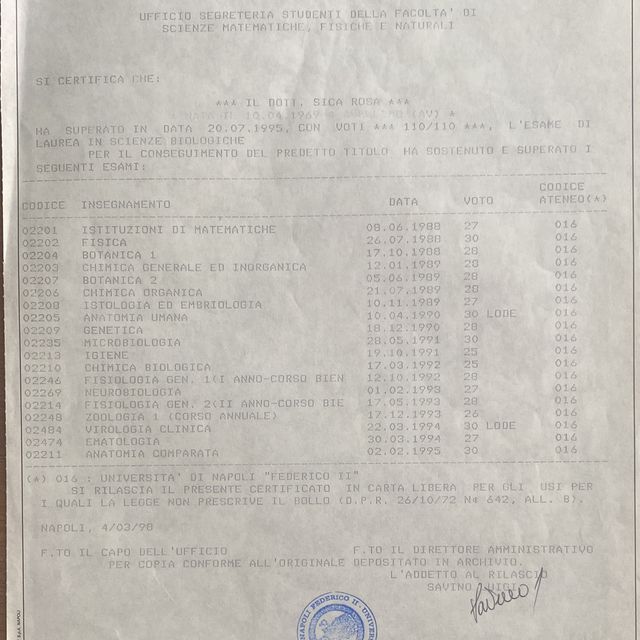 UFFICIO SEGRETERIA STUDENTI DELLA FACOLTA' DI
SCIENZE MATEMATICHE, FISICHE E NATURALI
SI CERTIFICA CHE:
*** IL DOTT. SICA ROSA ***
10.04.1969 (AV) *
HA SUPERATO IN DATA 20.07.1995, CON VOTI *** 110/110 ***, L'ESAME DI
LAUREA IN SCIENZE BIOLOGICHE
PER IL CONSEGUIMENTO DEL PREDETTO TITOLO HA SOSTENUTO E SUPERATO I
SEGUENTI ESAMI:
CODICE INSEGNAMENTO DATA VOTO CODICE ATENEO(*)
02201 ISTITUZIONI DI MATEMATICHE 08.06.1988 27 016
02202 FISICA 26.07.1988 30 016
02204 BOTANICA 1 17.10.1988 28 016
02203 CHIMICA GENERALE ED INORGANICA 12.01.1989 28 016
02207 BOTANICA 2 05.06.1989 28 016
02206 CHIMICA ORGANICA 21.07.1989 28 016
02208 ISTOLOGIA ED EMBRIOLOGIA 10.11.1989 27 016
02205 ANATOMIA UMANA 10.04.1990 30 LODE 016
02209 GENETICA 18.12.1990 28 016
02235 MICROBIOLOGIA 28.05.1991 30 016
02213 IGIENE 19.10.1991 25 016
02210 CHIMICA BIOLOGICA 17.03.1992 25 016
02246 FISIOLOGIA GEN. 1(I ANNO-CORSO BIEN 12.10.1992 28 016
02269 NEUROBIOLOGIA 01.02.1993 27 016
02214 FISIOLOGIA GEN. 2(II ANNO-CORSO BIE 17.05.1993 28 016
02248 ZOOLOGIA 1 (CORSO ANNUALE) 17.12.1993 26 016
02484 VIROLOGIA CLINICA 22.03.1994 30 LODE 016
02474 EMATOLOGIA 30.03.1994 27 016
02211 ANATOMIA COMPARATA 02.02.1995 30 016
(*) 016 : UNIVERSITA' DI NAPOLI "FEDERICO II"
SI RILASCIA IL PRESENTE CERTIFICATO IN CARTA LIBERA PER GLI USI PER
I QUALI LA LEGGE NON PRESCRIVE IL BOLLO (D.P.R. 26/10/72 N° 642, ALL. B).
NAPOLI, 4/03/98
F.TO IL CAPO DELL'UFFICIO F.TO IL DIRETTORE AMMINISTRATIVO
PER COPIA CONFORME ALL'ORIGINALE DEPOSITATO IN ARCHIVIO.
L'ADDETTO AL RILASCIO
SAVINO LUIGI
NAPOLI FEDERICO II - UNIVER